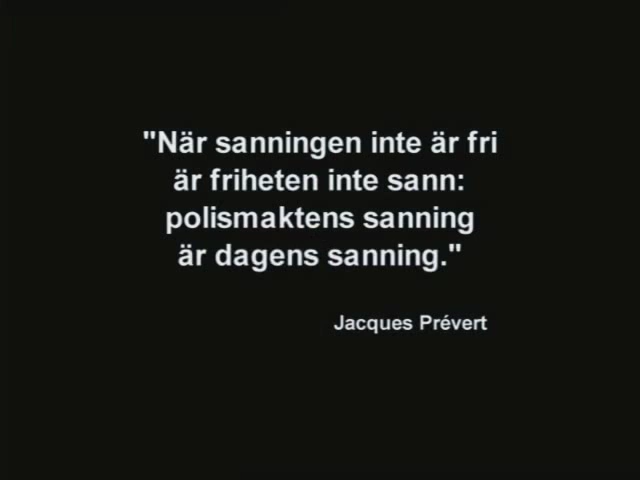 "När sanningen inte är fri
är friheten inte sann:
polismaktens sanning
är dagens sanning."
Jacques Prévert